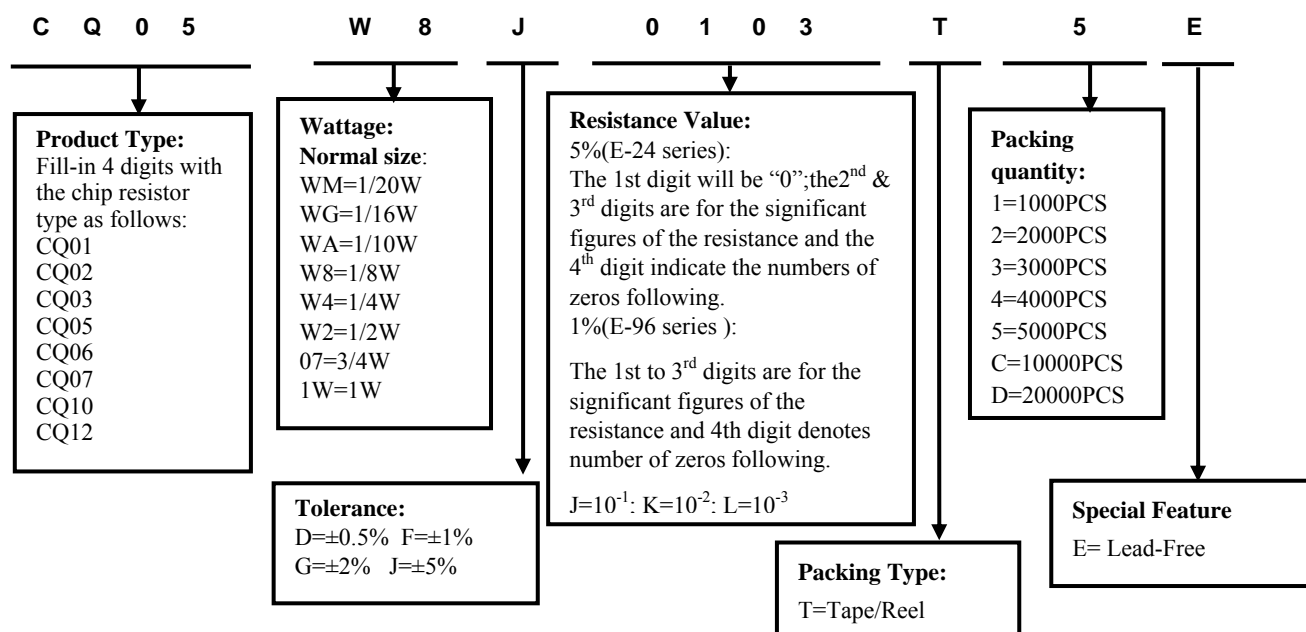 C Q 0 5 W 8 J 0 1 0 3 T 5 E
Product Type:
Fill-in 4 digits with
the chip resistor
type as follows:
CQ01
CQ02
CQ03
CQ05
CQ06
CQ07
CQ10
CQ12
Wattage:
Normal size:
WM=1/20W
WG=1/16W
WA=1/10W
W8=1/8W
W4=1/4W
W2=1/2W
07=3/4W
1W=1W
Tolerance:
D=±0.5% F=±1%
G=±2% J=±5%
Resistance Value:
5%(E-24 series):
The 1st digit will be “0”;the2nd &
3rd digits are for the significant
figures of the resistance and the
4th digit indicate the numbers of
zeros following.
1%(E-96 series ):
The 1st to 3rd digits are for the
significant figures of the
resistance and 4th digit denotes
number of zeros following.
J=10-1: K=10-2: L=10-3
Packing Type:
T=Tape/Reel
Packing
quantity:
1=1000PCS
2=2000PCS
3=3000PCS
4=4000PCS
5=5000PCS
C=10000PCS
D=20000PCS
Special Feature
E= Lead-Free